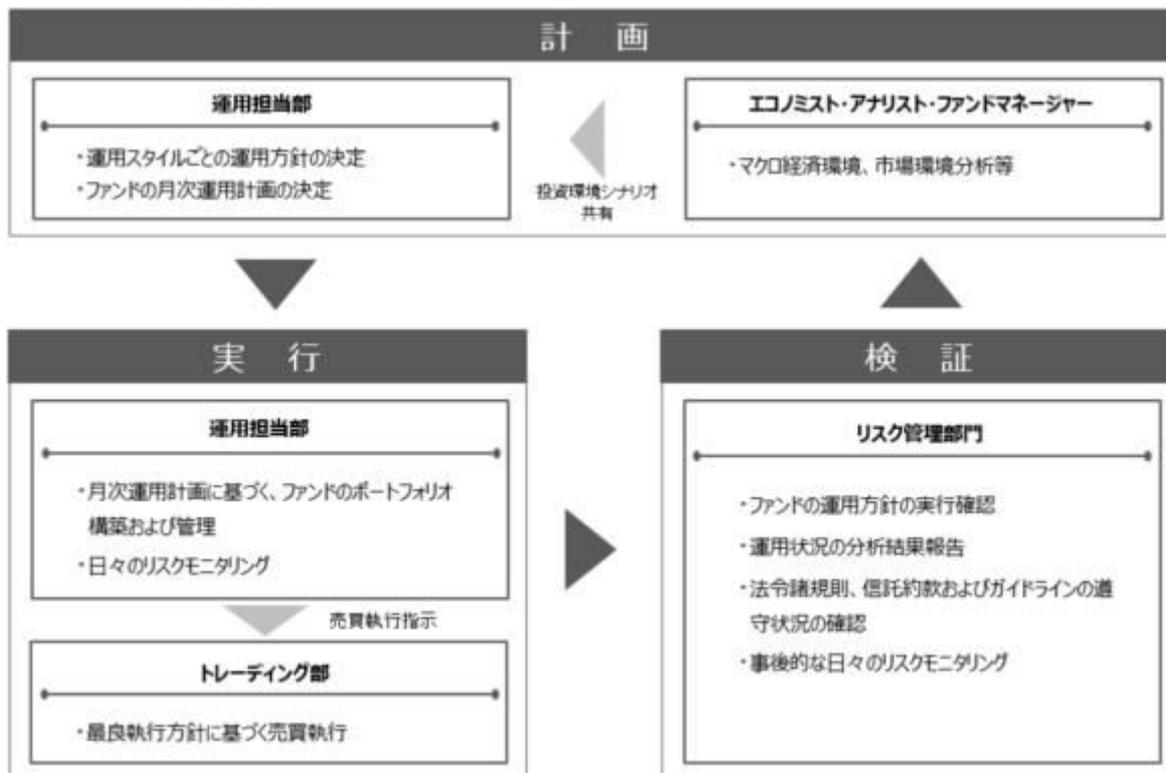 計 画
運用担当部
・運用スタイルごとの運用方針の決定
・ファンドの月次運用計画の決定
投資環境シナリオ
共有
エコノミスト・アナリスト・ファンドマネージャー
・マクロ経済環境、市場環境分析等
実 行
運用担当部
・月次運用計画に基づく、ファンドのポートフォリオ
構築および管理
・日々のリスクモニタリング
売買執行指示
トレーディング部
・最良執行方針に基づく売買執行
検 証
リスク管理部門
・ファンドの運用方針の実行確認
・運用状況の分析結果報告
・法令諸規則、信託約款およびガイドラインの遵
守状況の確認
・事後的な日々のリスクモニタリング